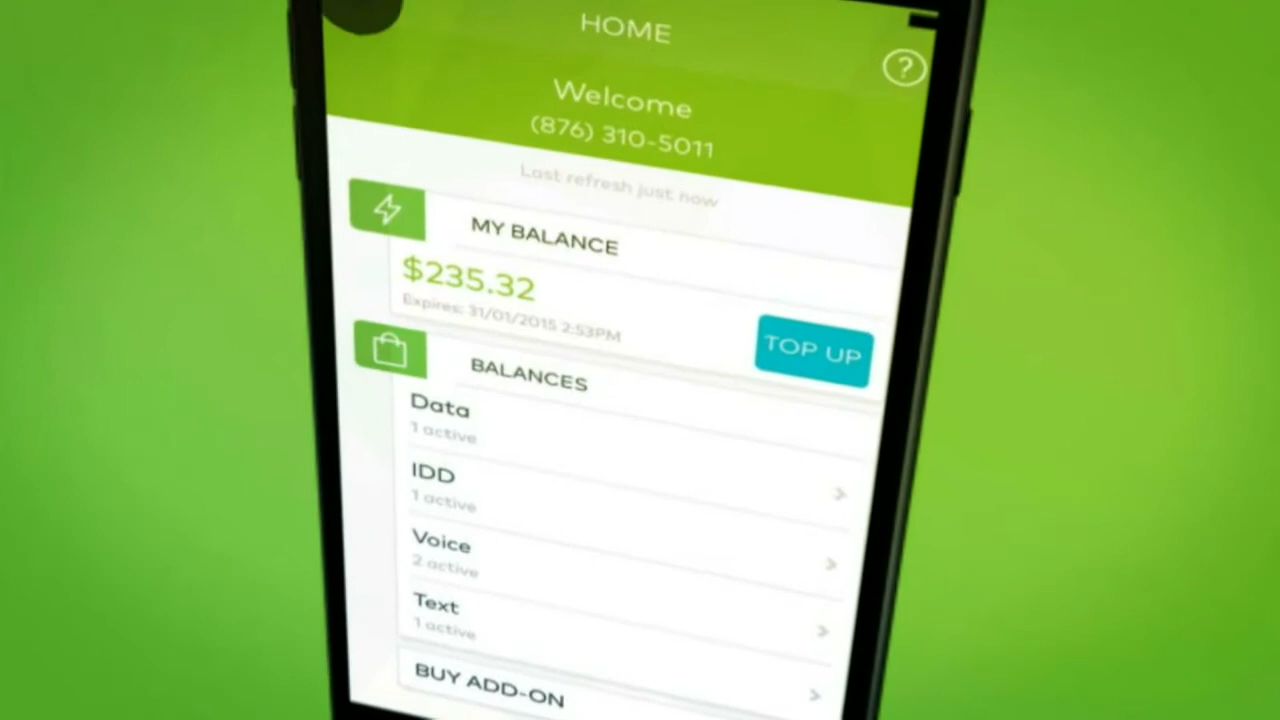 HOME
?
Welcome
(876) 310-5011
Last refresh just now
MY BALANCE
$235.32
Expires: 31/01/2015 2:53PM
TOP UP
BALANCES
Data
1 active
IDD
1 active
Voice
2 active
Text
1 active
BUY ADD-ON